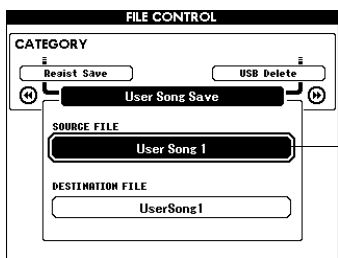 FILE CONTROL
CATEGORY
Regist Save USB Delete
User Song Save
SOURCE FILE
User Song 1
DESTINATION FILE
UserSong1